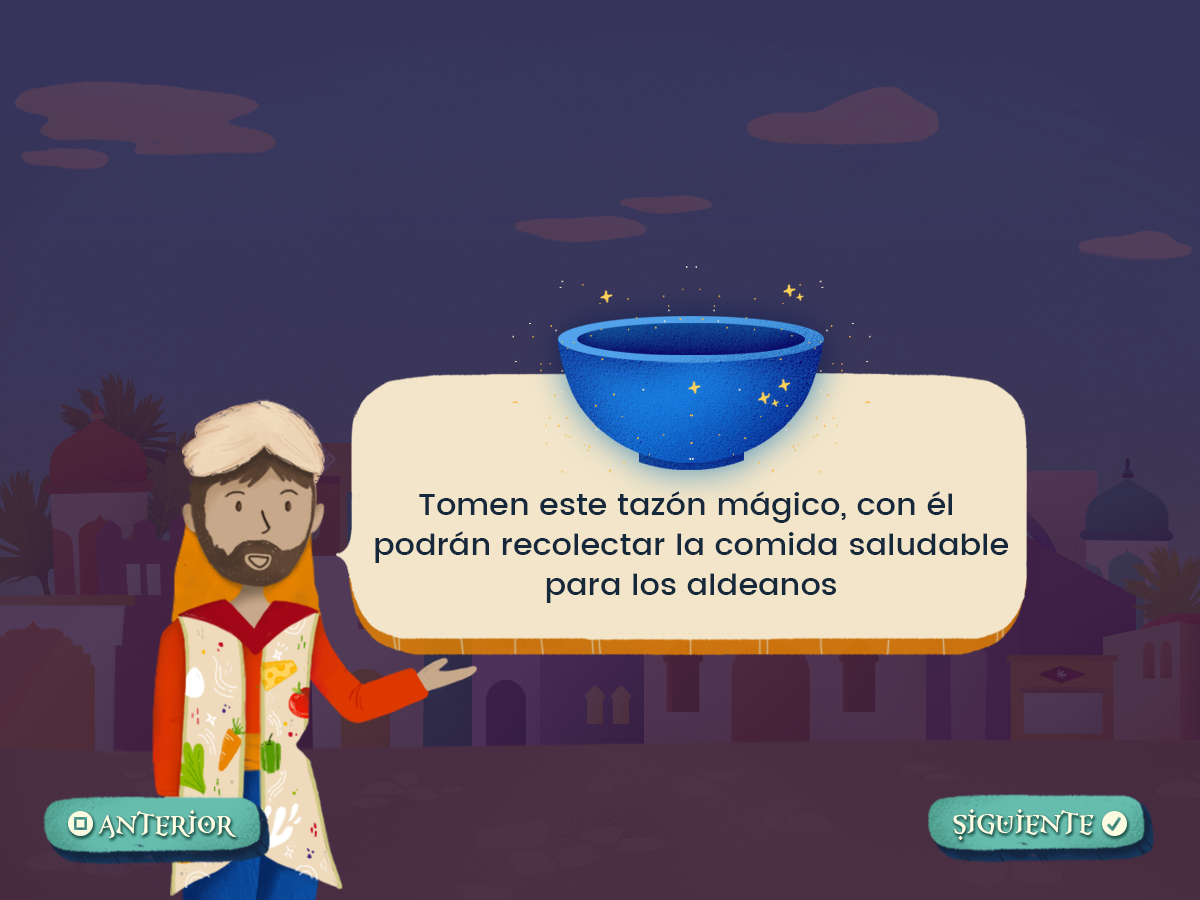 Tomen este tazón mágico, con él
podrán recolectar la comida saludable
para los aldeanos
ANTERIOR
SIGUIENTE